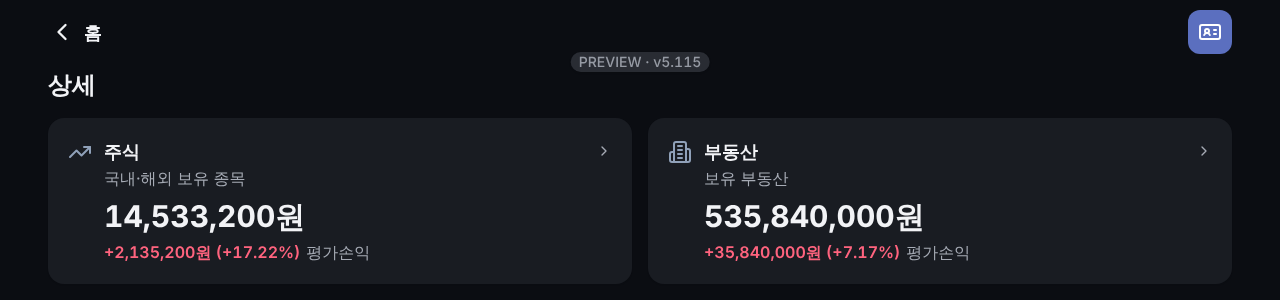 홈
PREVIEW · v5.115
상세
주식
국내·해외 보유 종목
14,533,200원
+2,135,200원 (+17.22%) 평가손익
부동산
보유 부동산
535,840,000원
+35,840,000원 (+7.17%) 평가손익